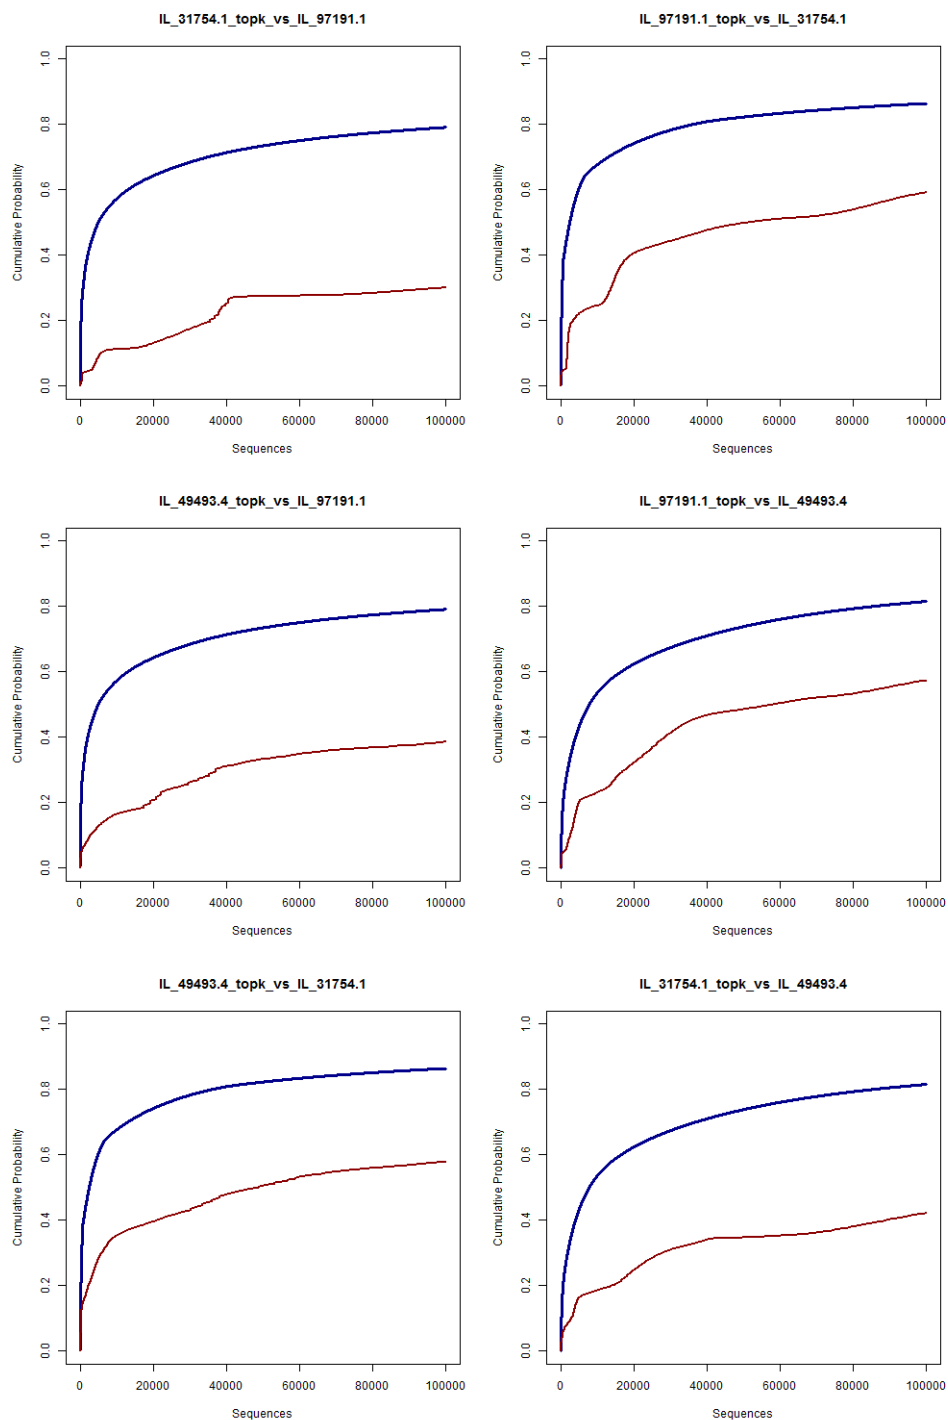 IL_31754.1_topk_vs_IL_97191.1
Cumulative Probability
0.0 0.2 0.4 0.6 0.8 1.0
0 20000 40000 60000 80000 100000
Sequences
IL_97191.1_topk_vs_IL_31754.1
Cumulative Probability
0.0 0.2 0.4 0.6 0.8 1.0
0 20000 40000 60000 80000 100000
Sequences
IL_49493.4_topk_vs_IL_97191.1
Cumulative Probability
0.0 0.2 0.4 0.6 0.8 1.0
0 20000 40000 60000 80000 100000
Sequences
IL_97191.1_topk_vs_IL_49493.4
Cumulative Probability
0.0 0.2 0.4 0.6 0.8 1.0
0 20000 40000 60000 80000 100000
Sequences
IL_49493.4_topk_vs_IL_31754.1
Cumulative Probability
0.0 0.2 0.4 0.6 0.8 1.0
0 20000 40000 60000 80000 100000
Sequences
IL_31754.1_topk_vs_IL_49493.4
Cumulative Probability
0.0 0.2 0.4 0.6 0.8 1.0
0 20000 40000 60000 80000 100000
Sequences